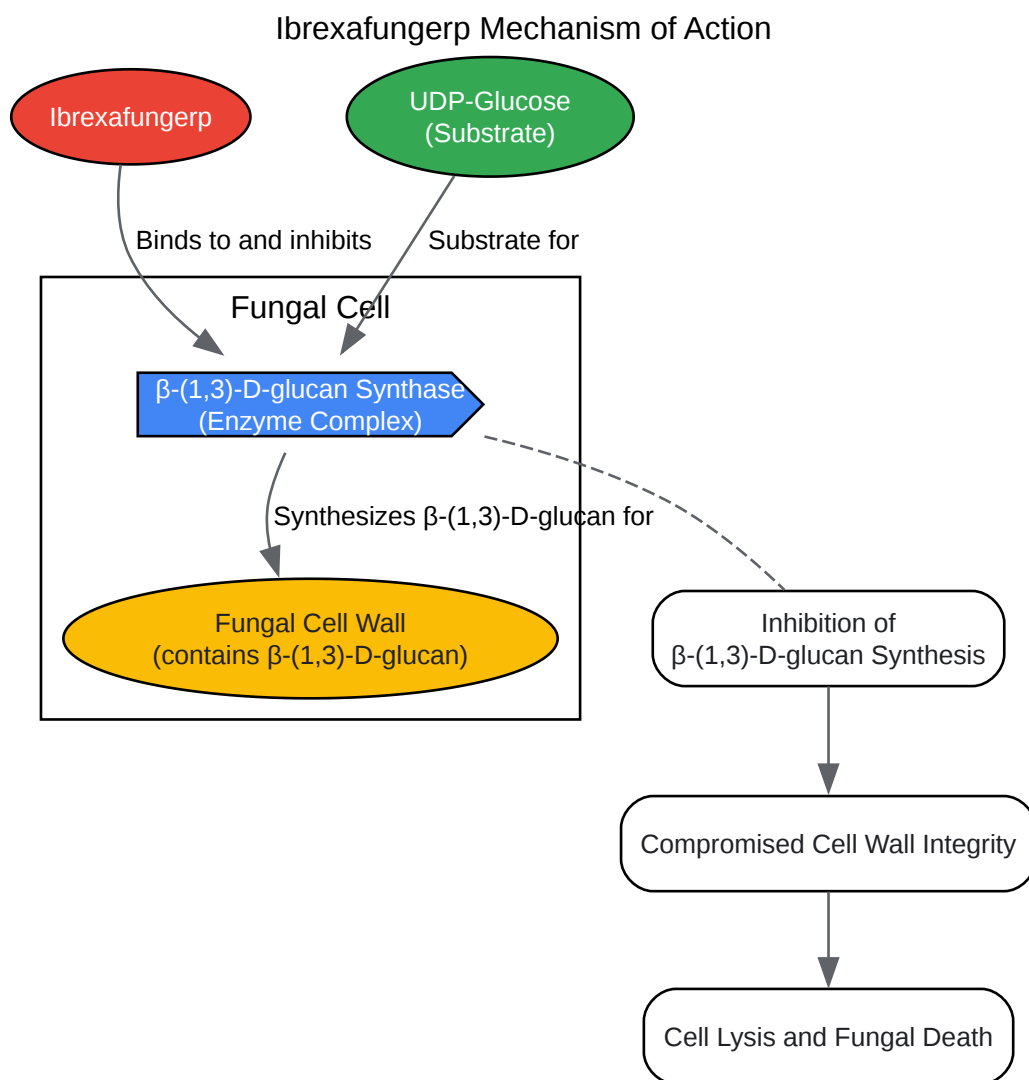 Ibrexafungerp Mechanism of Action
Ibrexafungerp
UDP-Glucose
(Substrate)
Binds to and inhibits
Substrate for
Fungal Cell
β-(1,3)-D-glucan Synthase
(Enzyme Complex)
Synthesizes β-(1,3)-D-glucan for
Fungal Cell Wall
(contains β-(1,3)-D-glucan)
Inhibition of
β-(1,3)-D-glucan Synthesis
Compromised Cell Wall Integrity
Cell Lysis and Fungal Death